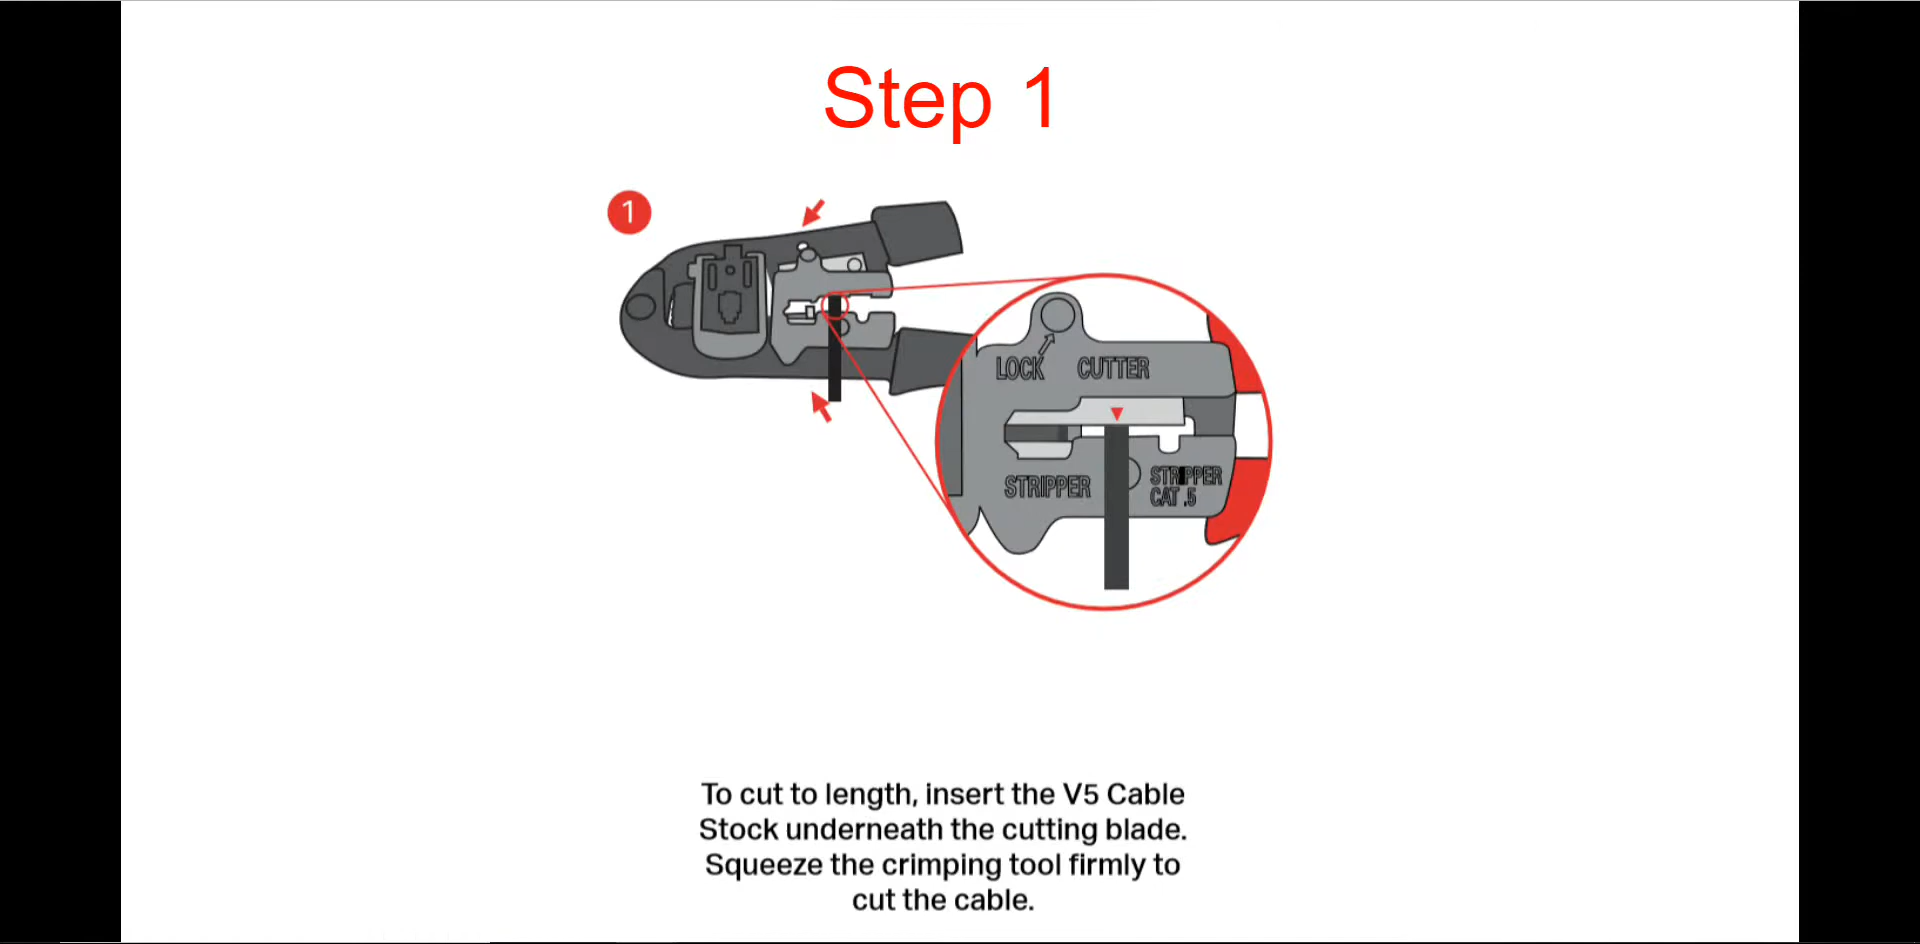 Step 1
1
LOCK CUTTER
STRIPPER
STRIPPER
CAT .5
To cut to length, insert the V5 Cable
Stock underneath the cutting blade.
Squeeze the crimping tool firmly to
cut the cable.